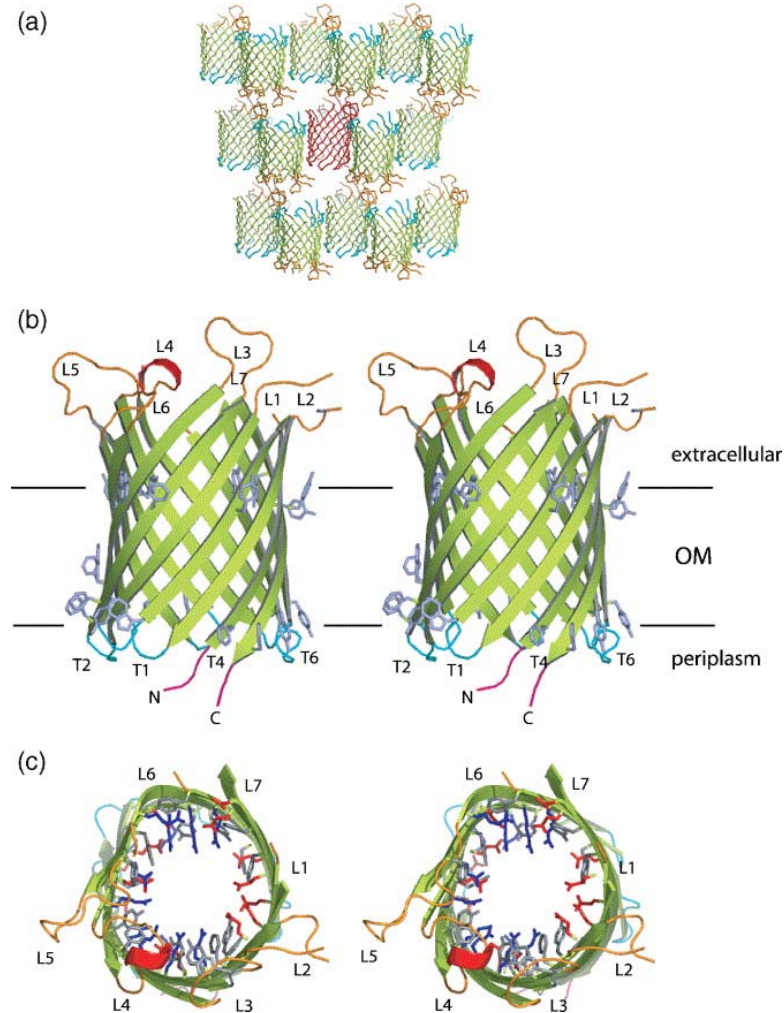 (a)
(b)
L4
L3
L5
L7
L6
L1 L2
L4
L3
L5
L7
L6
L1 L2
extracellular
OM
T2 T1 T4 T6
T2 T1 T4 T6
periplasm
N
C
N
C
(c)
L6
L7
L6
L7
L1
L1
L5
L2
L5
L2
L4
L3
L4
L3